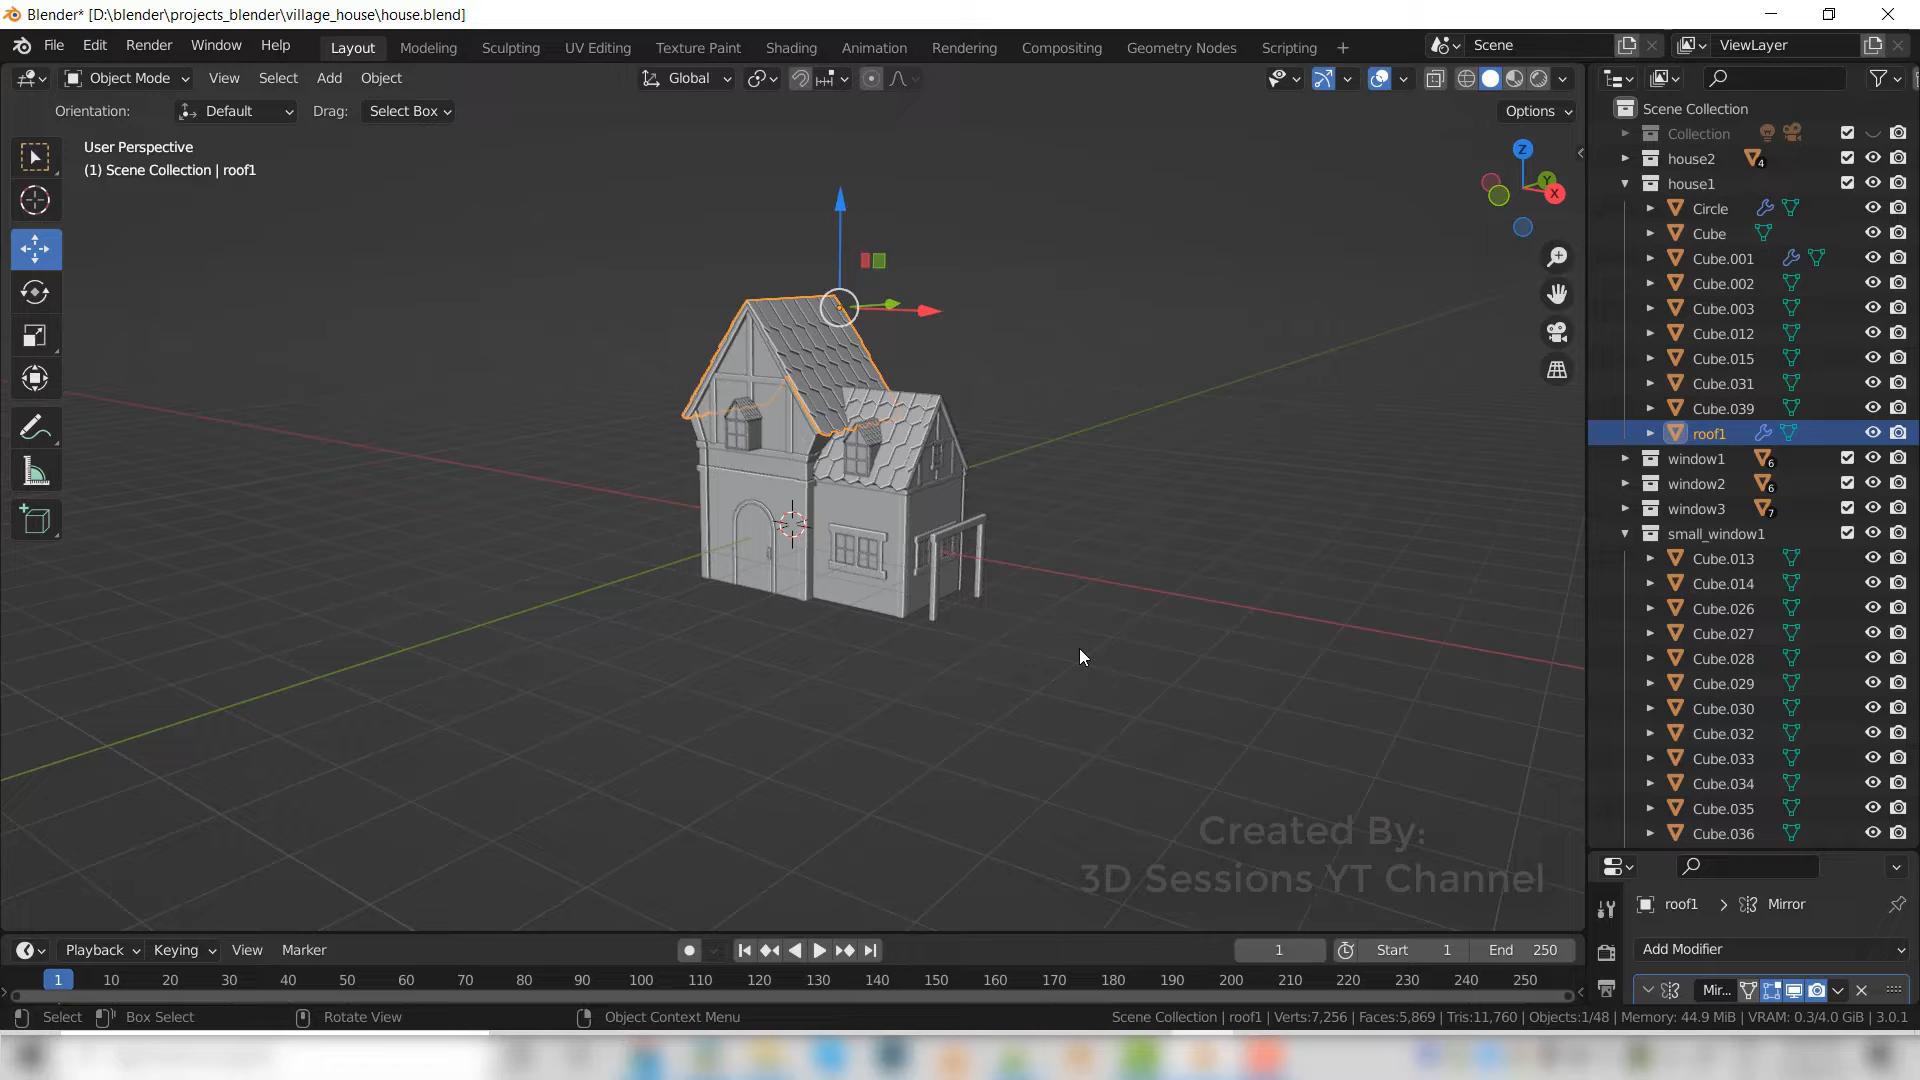 Blender* [D:\blender\projects_blender\village_house\house.blend]
File Edit Render Window Help
Layout Modeling Sculpting UV Editing Texture Paint Shading Animation Rendering Compositing Geometry Nodes Scripting +
Scene
ViewLayer
Object Mode View Select Add Object
Global
Orientation: Default Drag: Select Box
Options
User Perspective
(1) Scene Collection | roof1
Z
Y
X
Scene Collection
Collection
house2 4
house1
Circle
Cube
Cube.001
Cube.002
Cube.003
Cube.012
Cube.015
Cube.031
Cube.039
roof1
window1 6
window2 6
window3 7
small_window1
Cube.013
Cube.014
Cube.026
Cube.027
Cube.028
Cube.029
Cube.030
Cube.032
Cube.033
Cube.034
Cube.035
Cube.036
Created By:
3D Sessions YT Channel
roof1 > Mirror
Add Modifier
Mir...
Playback Keying View Marker
1 Start 1 End 250
1 10 20 30 40 50 60 70 80 90 100 110 120 130 140 150 160 170 180 190 200 210 220 230 240 250
Select Box Select Rotate View Object Context Menu
Scene Collection | roof1 | Verts:7,256 | Faces:5,869 | Tris:11,760 | Objects:1/48 | Memory: 44.9 MiB | VRAM: 0.3/4.0 GiB | 3.0.1